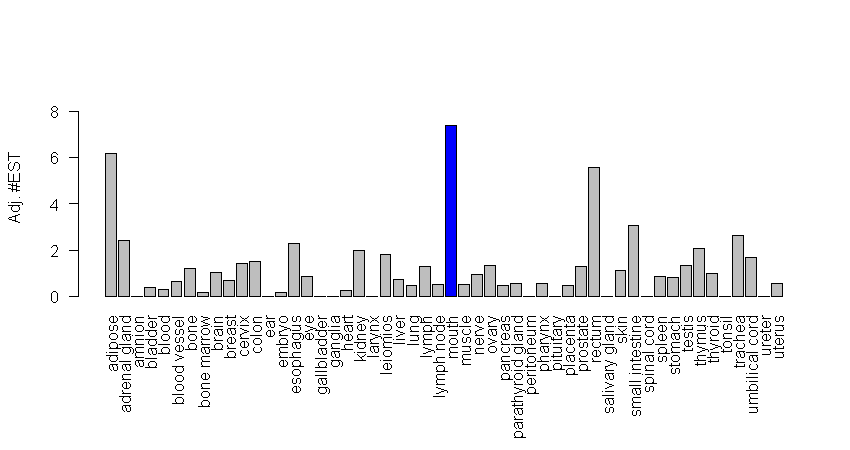 Adj. #EST
8
6
4
2
0
adipose
adrenal gland
amnion
bladder
blood
blood vessel
bone
bone marrow
brain
breast
cervix
colon
ear
embryo
esophagus
eye
gallbladder
ganglia
heart
kidney
larynx
leiomios
liver
lung
lymph
lymph node
mouth
muscle
nerve
ovary
pancreas
parathyroid gland
peritoneum
pharynx
pituitary
placenta
prostate
rectum
salivary gland
skin
small intestine
spinal cord
spleen
stomach
testis
thymus
thyroid
tonsil
trachea
umbilical cord
ureter
uterus